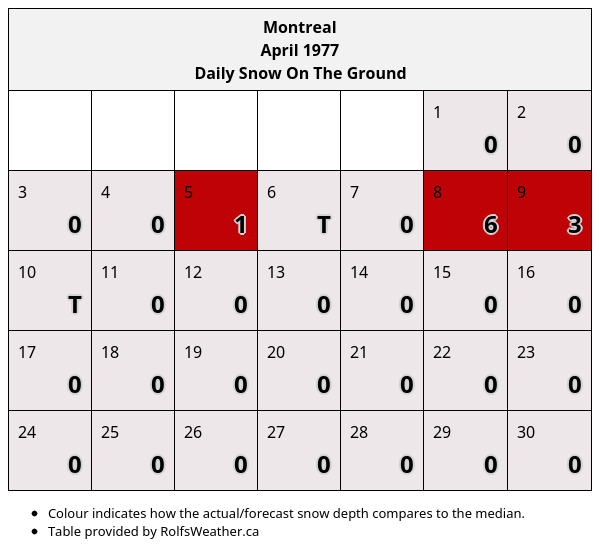 Montreal
April 1977
Daily Snow On The Ground
1 2
0 0
3 4 5 6 7 8 9
0 0 1 T 0 6 3
10 11 12 13 14 15 16
T 0 0 0 0 0 0
17 18 19 20 21 22 23
0 0 0 0 0 0 0
24 25 26 27 28 29 30
0 0 0 0 0 0 0
• Colour indicates how the actual/forecast snow depth compares to the median.
• Table provided by RolfsWeather.ca